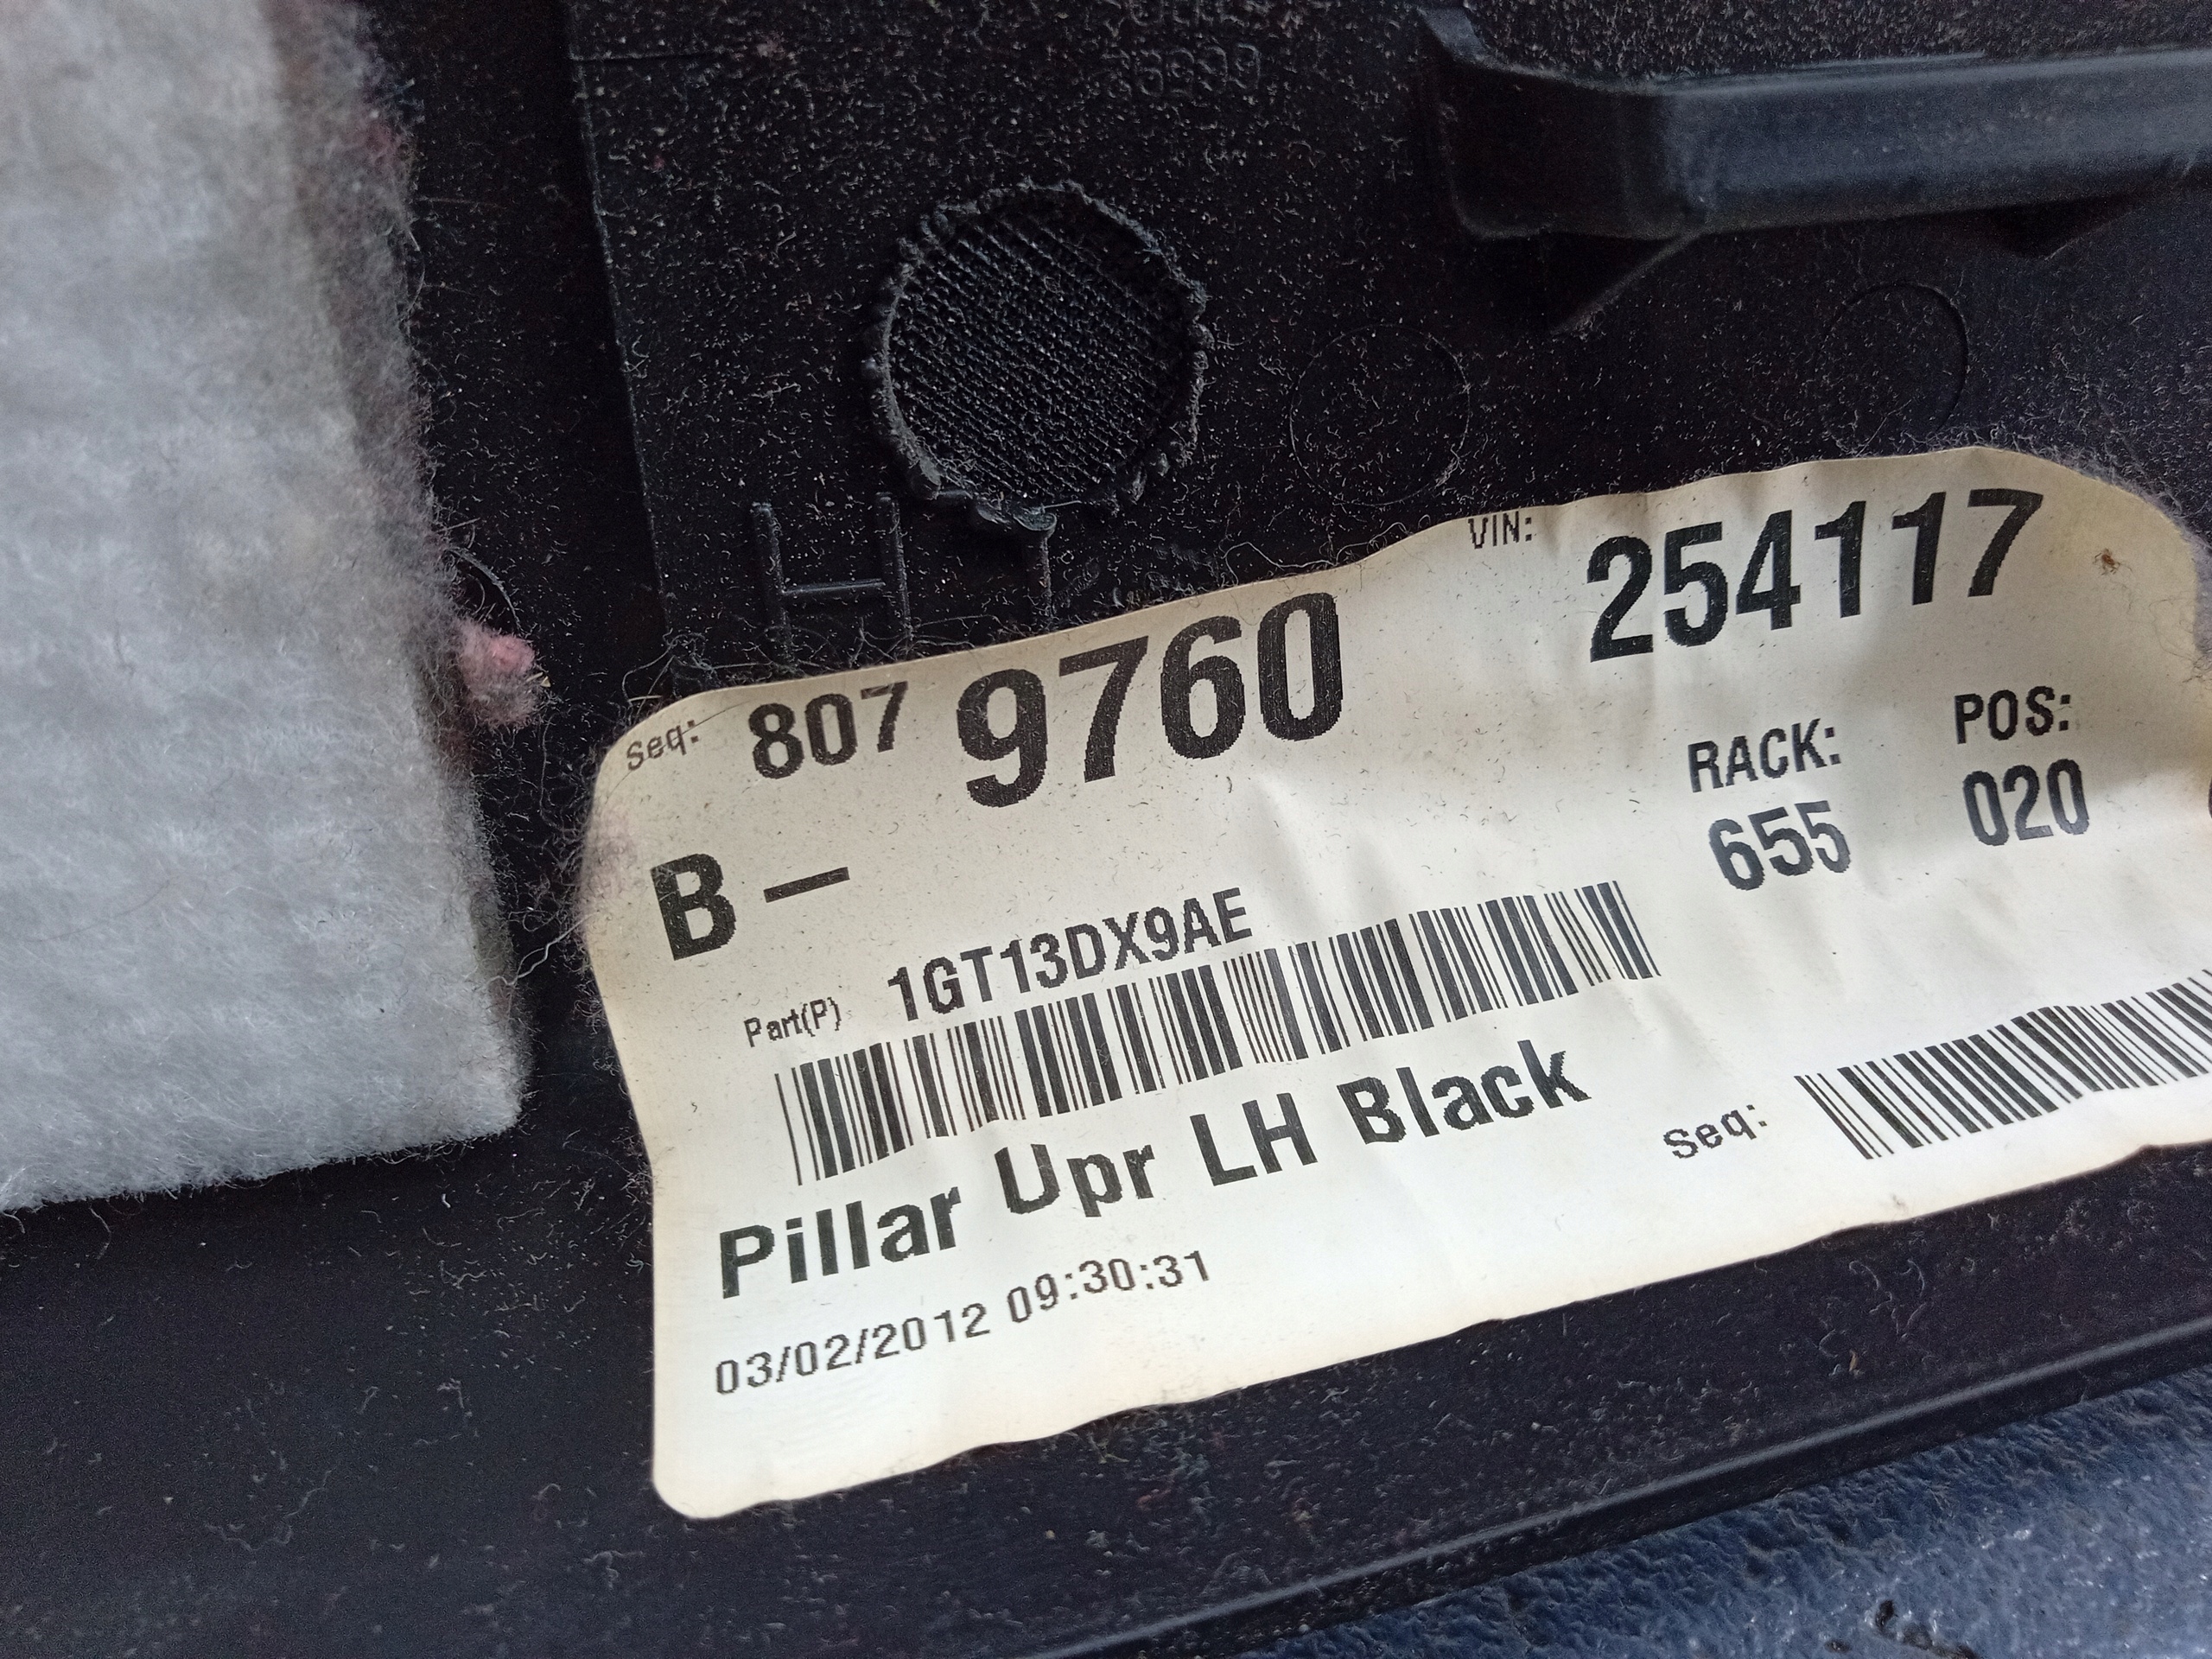 VIN: 254117
Seq: 807 9760
RACK: POS:
655 020
B–
Part(P) 1GT13DX9AE
Pillar Upr LH Black
Seq:
03/02/2012 09:30:31